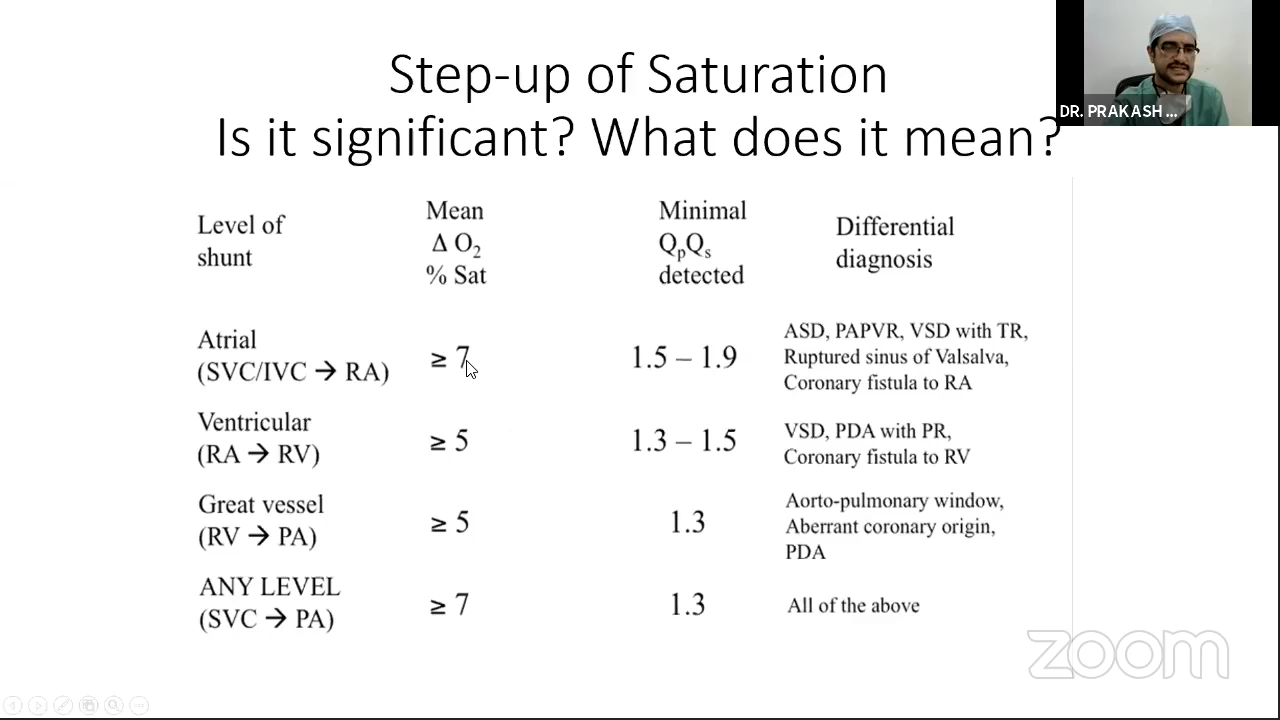 Step-up of Saturation
Is it significant? What does it mean?
DR. PRAKASH ...
Level of
shunt
Mean
Δ O₂
% Sat
Minimal
QₚQₛ
detected
Differential
diagnosis
Atrial
(SVC/IVC → RA)
≥ 7
1.5 – 1.9
ASD, PAPVR, VSD with TR,
Ruptured sinus of Valsalva,
Coronary fistula to RA
Ventricular
(RA → RV)
≥ 5
1.3 – 1.5
VSD, PDA with PR,
Coronary fistula to RV
Great vessel
(RV → PA)
≥ 5
1.3
Aorto-pulmonary window,
Aberrant coronary origin,
PDA
ANY LEVEL
(SVC → PA)
≥ 7
1.3
All of the above
zoom